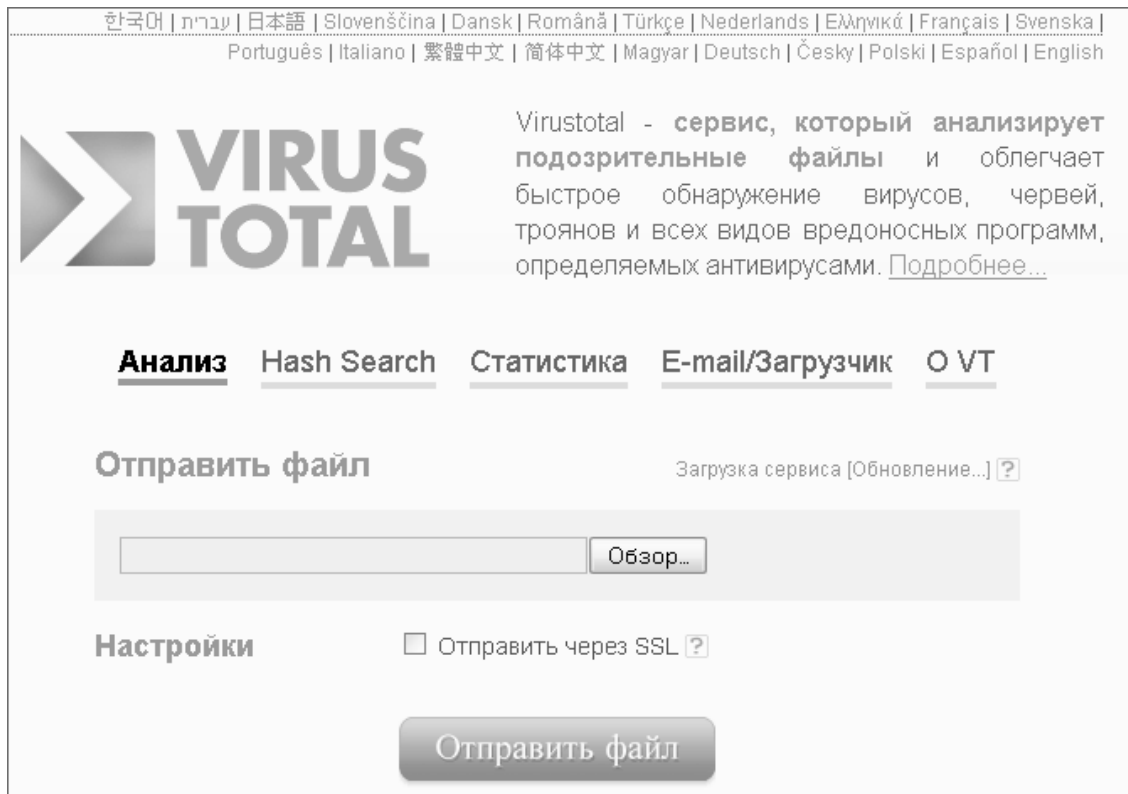 한국어 | עברית | 日本語 | Slovenščina | Dansk | Română | Türkçe | Nederlands | Ελληνικά | Français | Svenska |
Português | Italiano | 繁體中文 | 简体中文 | Magyar | Deutsch | Česky | Polski | Español | English
VIRUS
TOTAL
Virustotal - сервис, который анализирует
подозрительные файлы и облегчает
быстрое обнаружение вирусов, червей,
троянов и всех видов вредоносных программ,
определяемых антивирусами. Подробнее...
Анализ Hash Search Статистика E-mail/Загрузчик О VT
Отправить файл Загрузка сервиса [Обновление...] ?
Обзор...
Настройки Отправить через SSL ?
Отправить файл